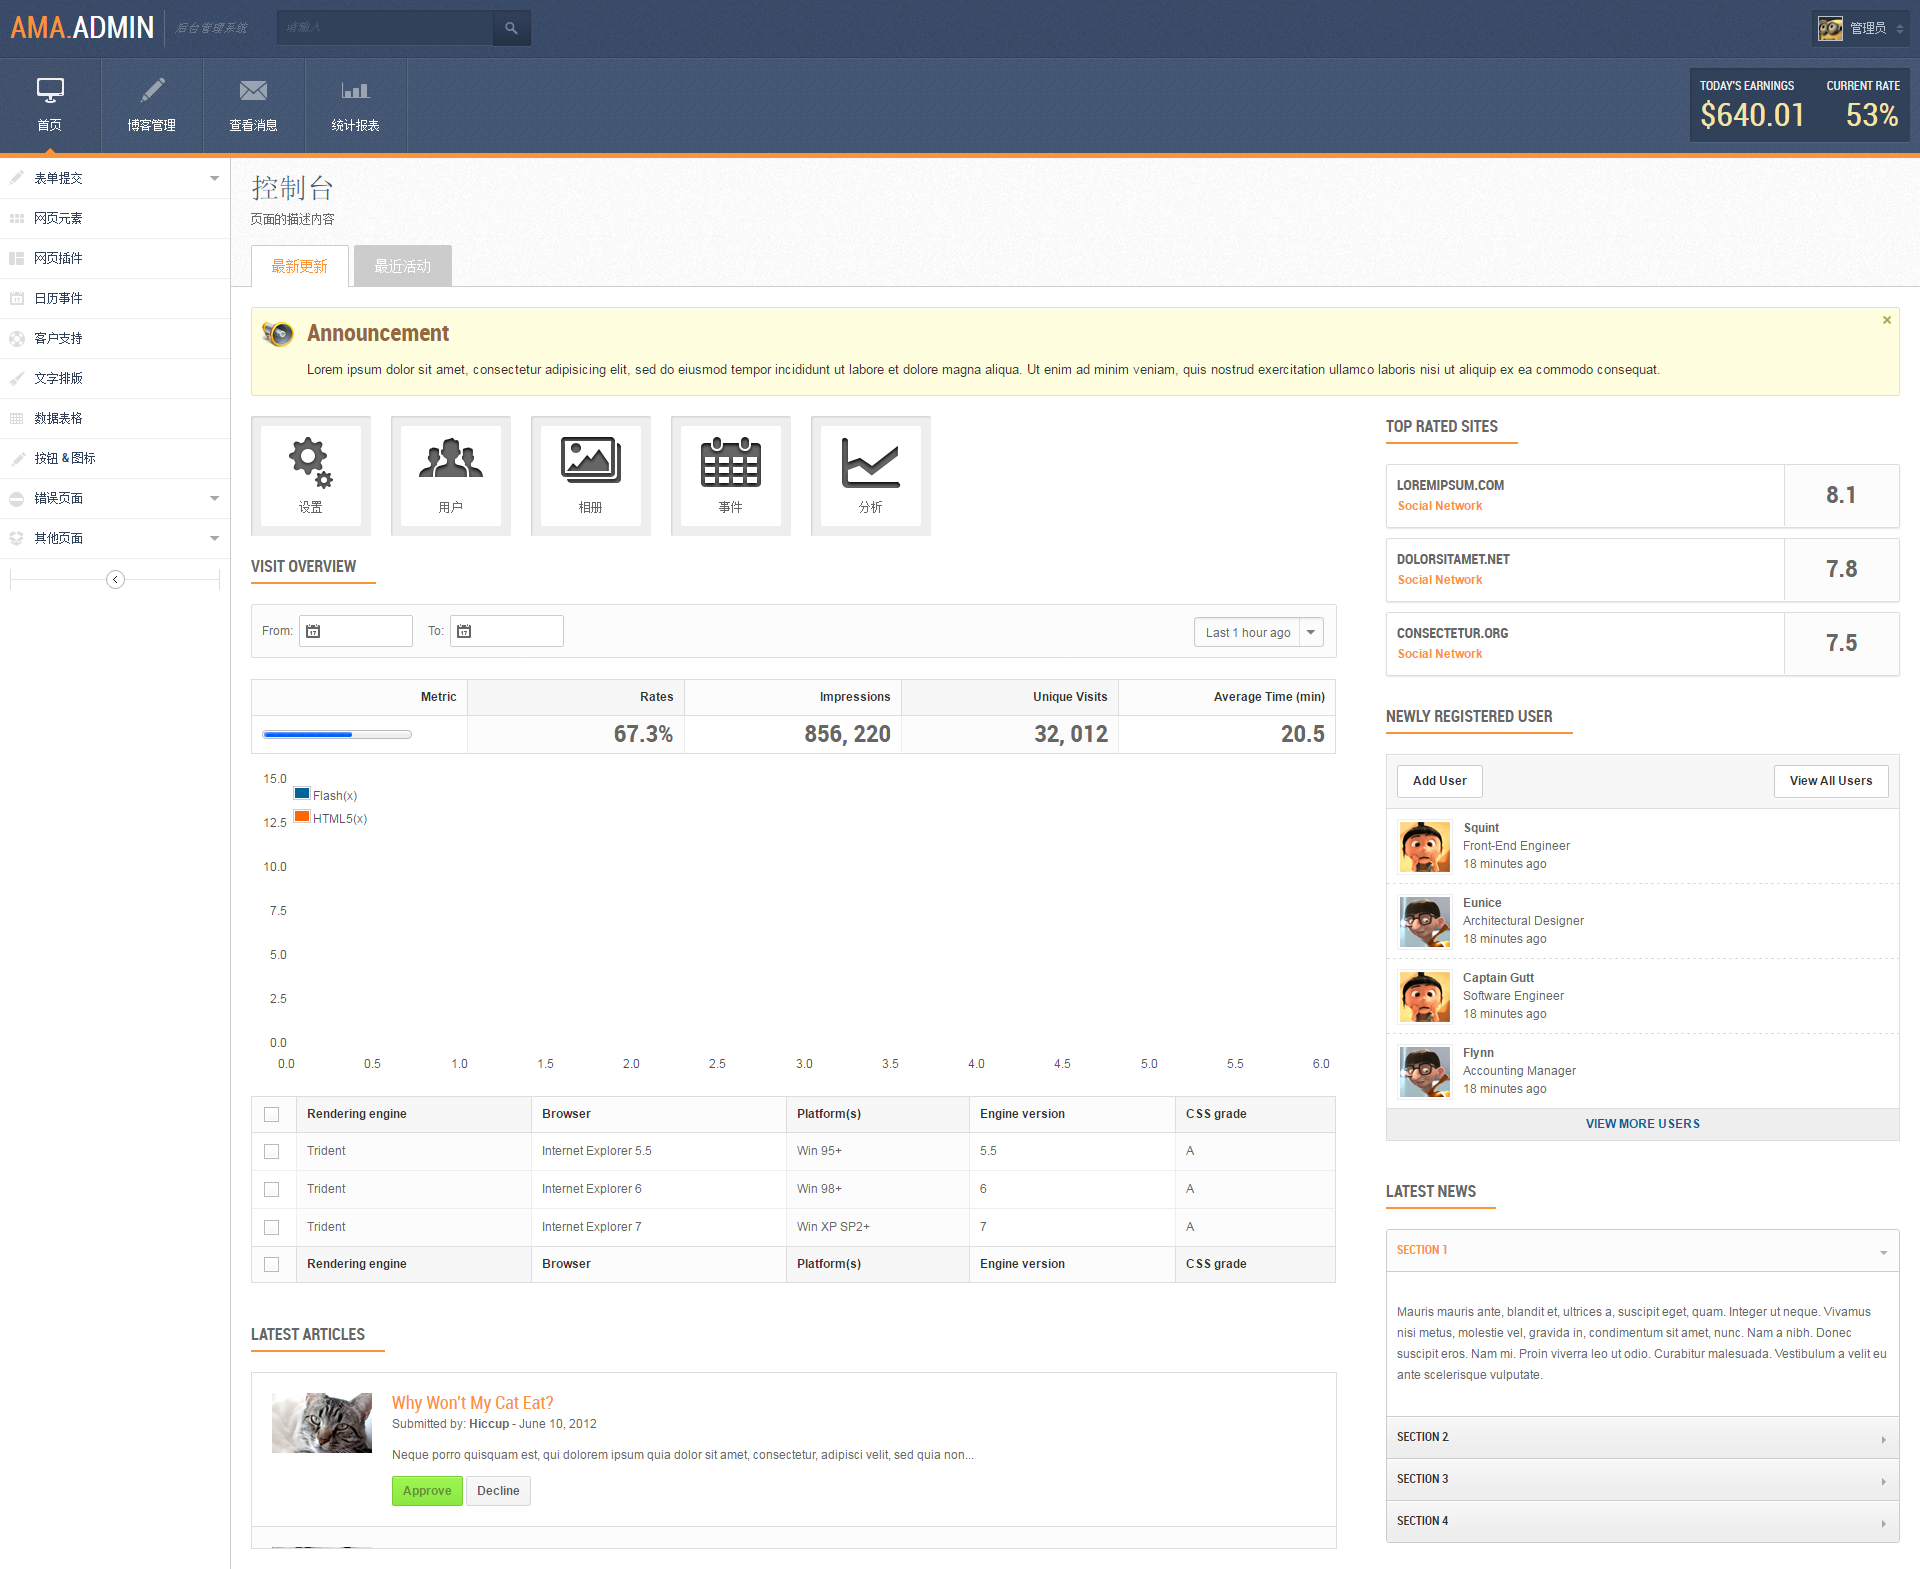 AMA.ADMIN
后台管理系统
请输入
管理员
首页
博客管理
查看消息
统计报表
TODAY'S EARNINGS
$640.01
CURRENT RATE
53%
表单提交
网页元素
网页插件
日历事件
客户支持
文字排版
数据表格
按钮 & 图标
错误页面
其他页面
控制台
页面的描述内容
最新更新
最近活动
Announcement
Lorem ipsum dolor sit amet, consectetur adipisicing elit, sed do eiusmod tempor incididunt ut labore et dolore magna aliqua. Ut enim ad minim veniam, quis nostrud exercitation ullamco laboris nisi ut aliquip ex ea commodo consequat.
设置
用户
相册
事件
分析
VISIT OVERVIEW
From:
To:
Last 1 hour ago
Metric Rates Impressions Unique Visits Average Time (min)
67.3% 856, 220 32, 012 20.5
15.0
Flash(x)
HTML5(x)
12.5
10.0
7.5
5.0
2.5
0.0
0.0 0.5 1.0 1.5 2.0 2.5 3.0 3.5 4.0 4.5 5.0 5.5 6.0
Rendering engine Browser Platform(s) Engine version CSS grade
Trident Internet Explorer 5.5 Win 95+ 5.5 A
Trident Internet Explorer 6 Win 98+ 6 A
Trident Internet Explorer 7 Win XP SP2+ 7 A
Rendering engine Browser Platform(s) Engine version CSS grade
LATEST ARTICLES
Why Won't My Cat Eat?
Submitted by: Hiccup - June 10, 2012
Neque porro quisquam est, qui dolorem ipsum quia dolor sit amet, consectetur, adipisci velit, sed quia non...
Approve
Decline
TOP RATED SITES
LOREMIPSUM.COM
Social Network
8.1
DOLORSITAMET.NET
Social Network
7.8
CONSECTETUR.ORG
Social Network
7.5
NEWLY REGISTERED USER
Add User
View All Users
Squint
Front-End Engineer
18 minutes ago
Eunice
Architectural Designer
18 minutes ago
Captain Gutt
Software Engineer
18 minutes ago
Flynn
Accounting Manager
18 minutes ago
VIEW MORE USERS
LATEST NEWS
SECTION 1
Mauris mauris ante, blandit et, ultrices a, suscipit eget, quam. Integer ut neque. Vivamus
nisi metus, molestie vel, gravida in, condimentum sit amet, nunc. Nam a nibh. Donec
suscipit eros. Nam mi. Proin viverra leo ut odio. Curabitur malesuada. Vestibulum a velit eu
ante scelerisque vulputate.
SECTION 2
SECTION 3
SECTION 4